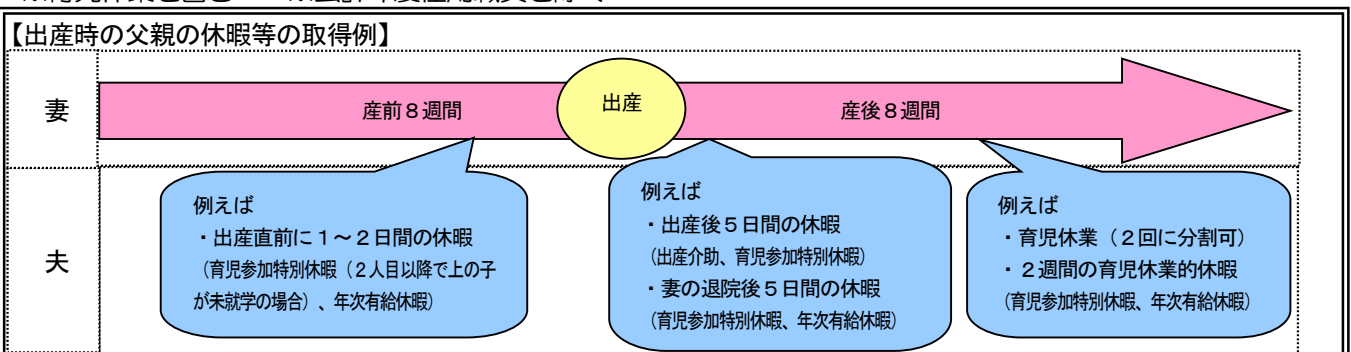 【出産時の父親の休暇等の取得例】
妻
産前８週間
出産
産後８週間
夫
例えば
・出産直前に１～２日間の休暇
（育児参加特別休暇（２人目以降で上の子
が未就学の場合）、年次有給休暇）
例えば
・出産後５日間の休暇
（出産介助、育児参加特別休暇）
・妻の退院後５日間の休暇
（育児参加特別休暇、年次有給休暇）
例えば
・育児休業（２回に分割可）
・２週間の育児休業的休暇
（育児参加特別休暇、年次有給休暇）